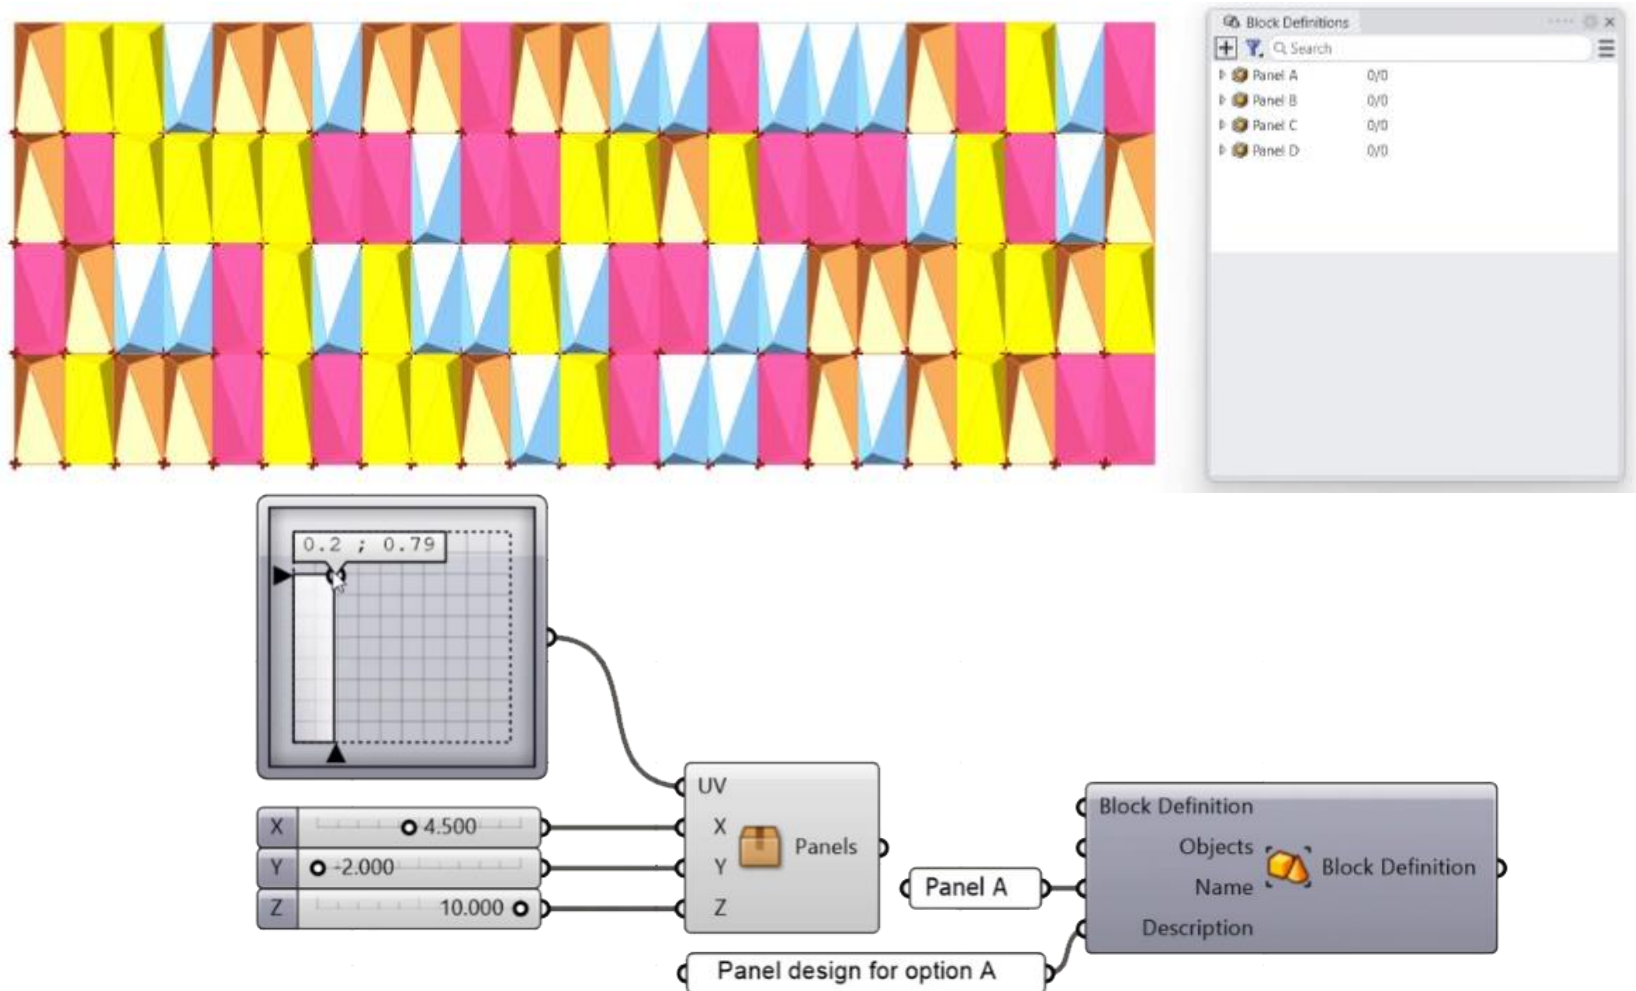 Block Definitions
Search
Panel A 0/0
Panel B 0/0
Panel C 0/0
Panel D 0/0
0.2 ; 0.79
UV
X 4.500
X
Panels
Y -2.000
Y
Z 10.000
Z
Panel A
Panel design for option A
Block Definition
Objects
Name
Description
Block Definition